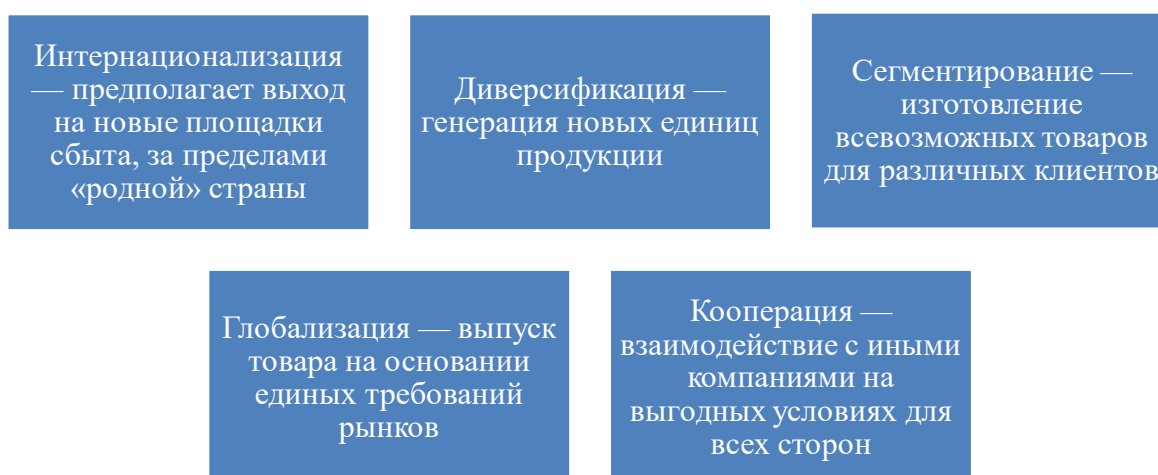 Интернационализация
— предполагает выход
на новые площадки
сбыта, за пределами
«родной» страны
Диверсификация —
генерация новых единиц
продукции
Сегментирование —
изготовление
всевозможных товаров
для различных клиентов
Глобализация — выпуск
товара на основании
единых требований
рынков
Кооперация —
взаимодействие с иными
компаниями на
выгодных условиях для
всех сторон